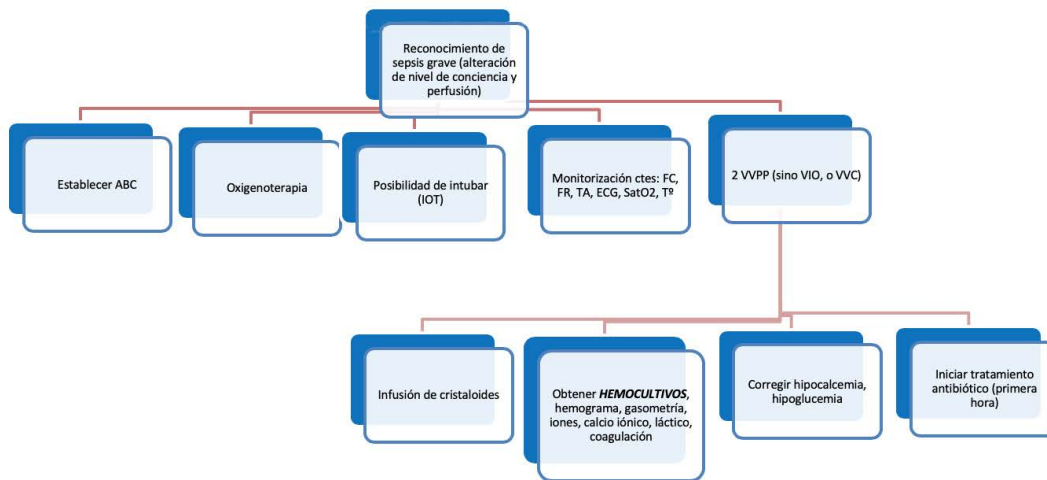 Reconocimiento de
sepsis grave (alteración
de nivel de conciencia y
perfusión)
Establecer ABC
Oxigenoterapia
Posibilidad de intubar
(IOT)
Monitorización ctes: FC,
FR, TA, ECG, SatO2, Tº
2 VVPP (sino VIO, o VVC)
Infusión de cristaloides
Obtener HEMOCULTIVOS,
hemograma, gasometría,
iones, calcio iónico, láctico,
coagulación
Corregir hipocalcemia,
hipoglucemia
Iniciar tratamiento
antibiótico (primera
hora)